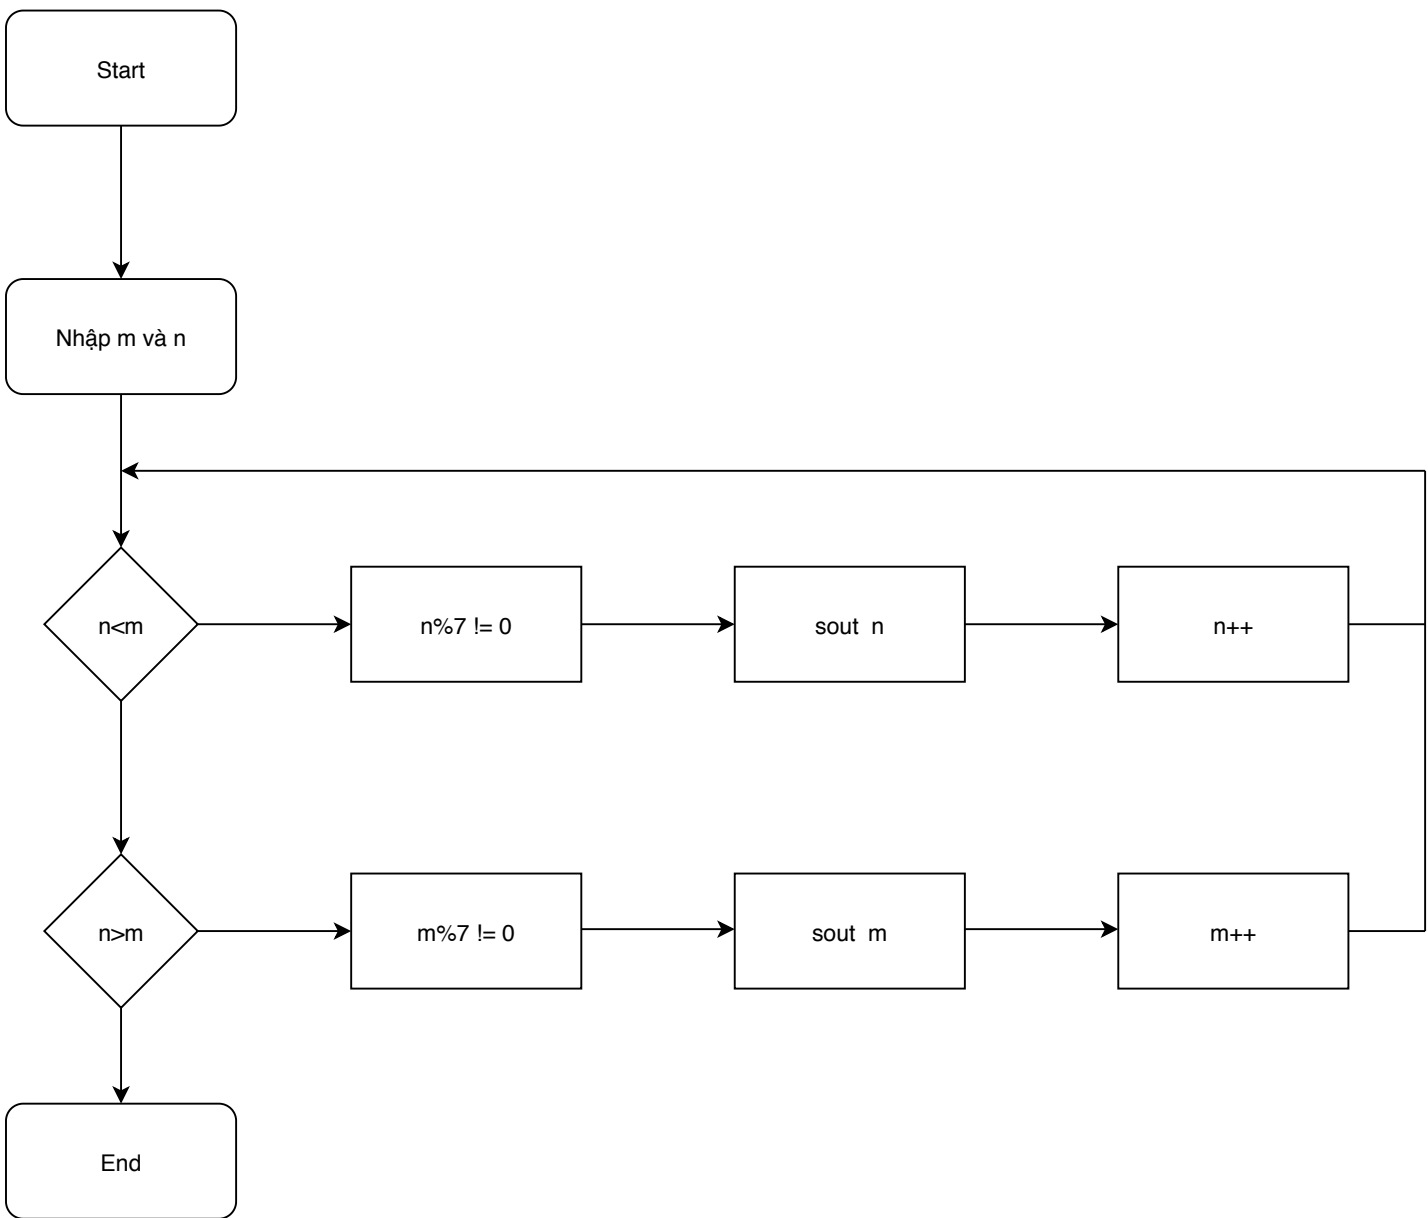 Start
Nhập m và n
n<m
n%7 != 0
sout  n
n++
n>m
m%7 != 0
sout  m
m++
End